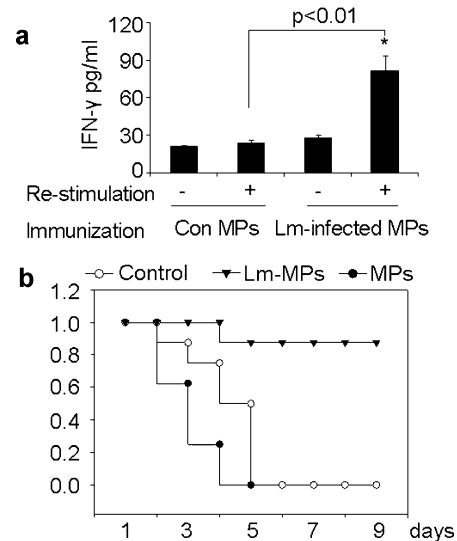 a
p<0.01
*
IFN-γ pg/ml
120
90
60
30
0
Re-stimulation - + - +
Immunization Con MPs Lm-infected MPs
b
Control Lm-MPs MPs
1.2
1.0
0.8
0.6
0.4
0.2
0.0
1 3 5 7 9 days